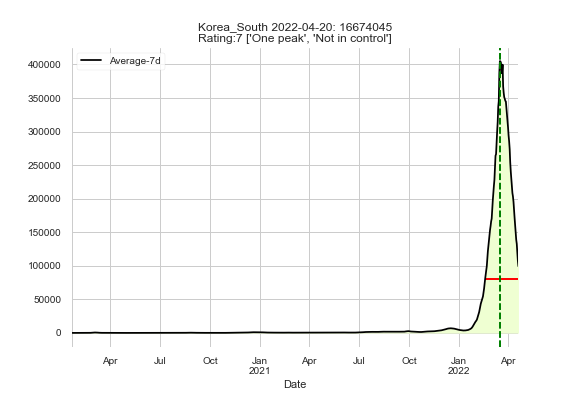 Korea_South 2022-04-20: 16674045
Rating:7 ['One peak', 'Not in control']
Average-7d
400000
350000
300000
250000
200000
150000
100000
50000
0
Apr Jul Oct Jan Apr Jul Oct Jan Apr
2021 2022
Date